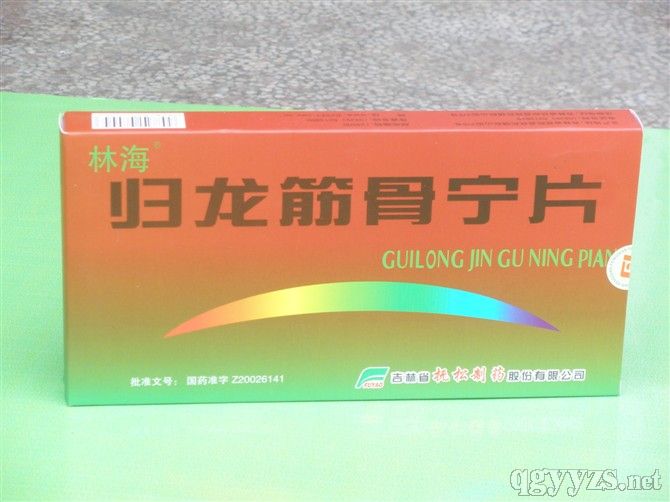 林海®
归龙筋骨宁片
GUILONG JIN GU NING PIAN
批准文号： 国药准字 Z20026141
FUYAO 吉林省抚松制药股份有限公司
qgyyzs.net